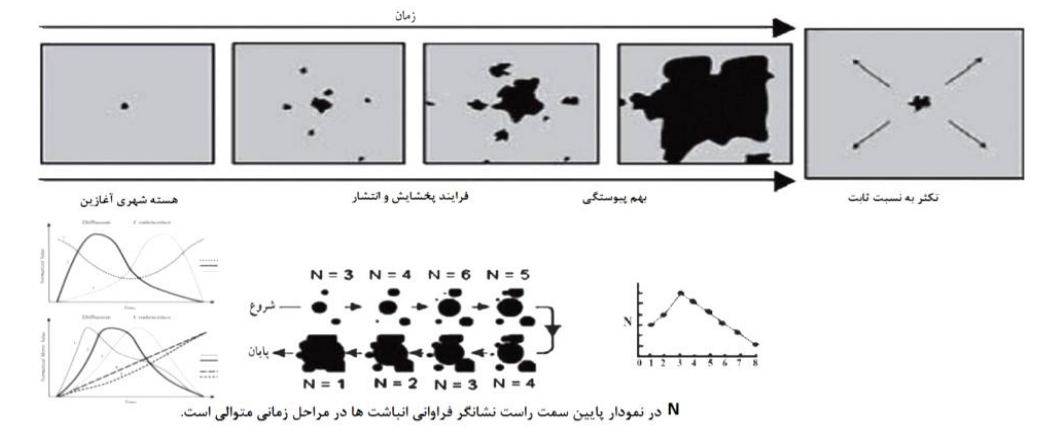 زمان
هسته شهری آغازین
فرایند پخشایش و انتشار
بهم پیوستگی
تکثر به نسبت ثابت
Diffusion
Coalescence
Time
Diffusion
Coalescence
Time
N = 3 N = 4 N = 6 N = 5
شروع
پایان
N = 1 N = 2 N = 3 N = 4
N
0 1 2 3 4 5 6 7 8
N در نمودار پایین سمت راست نشانگر فراوانی انباشت ها در مراحل زمانی متوالی است.